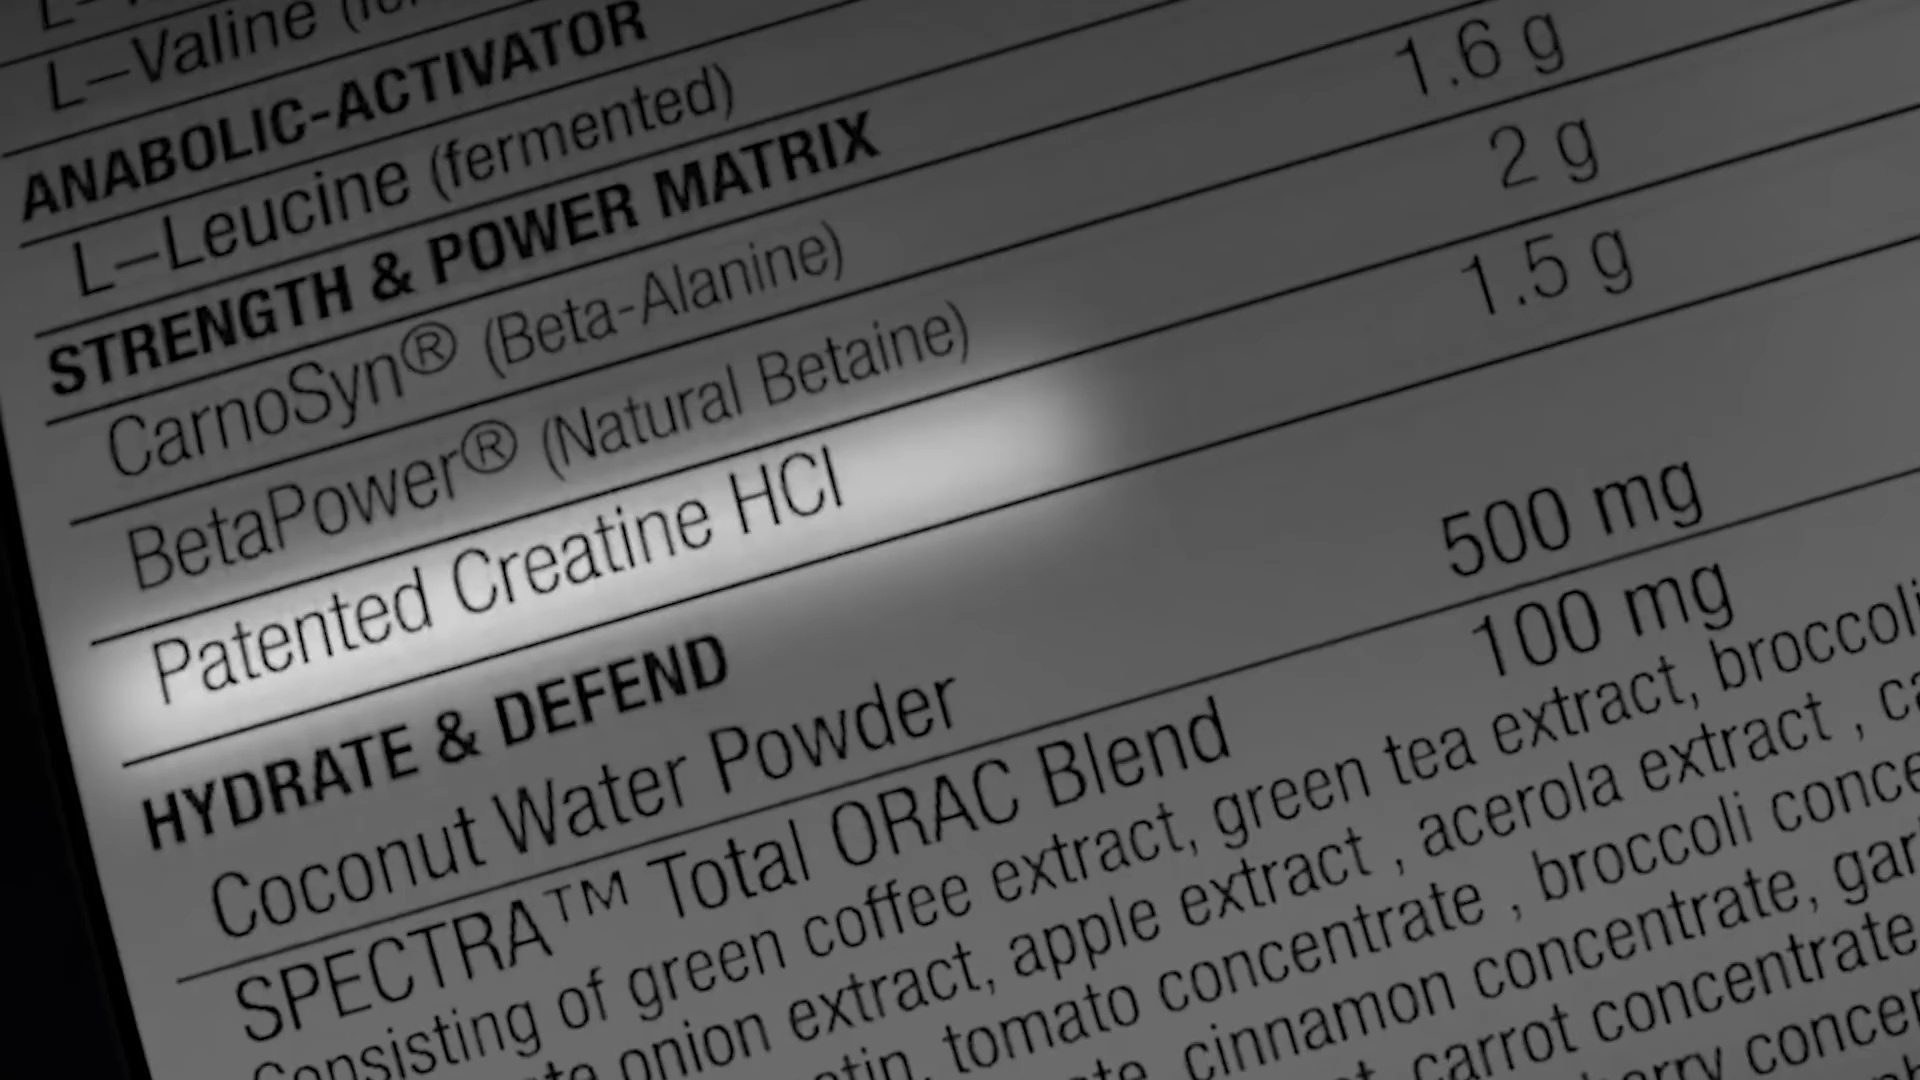 L–Valine
ANABOLIC-ACTIVATOR
L–Leucine (fermented)
STRENGTH & POWER MATRIX
CarnoSyn® (Beta-Alanine) 1.6 g
BetaPower® (Natural Betaine) 2 g
Patented Creatine HCl 1.5 g
HYDRATE & DEFEND
Coconut Water Powder 500 mg
SPECTRA™ Total ORAC Blend 100 mg
Consisting of green coffee extract, green tea extract, broccoli
onion extract, apple extract , acerola extract ,
tomato concentrate , broccoli
cinnamon concentrate,
carrot concentrate